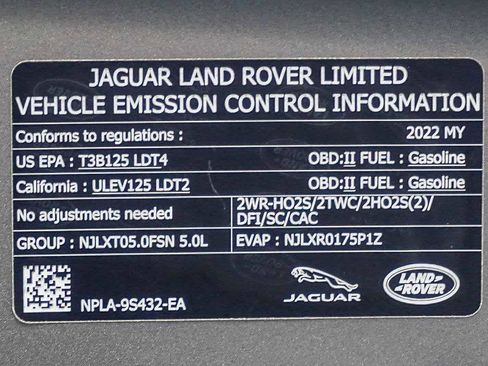 JAGUAR LAND ROVER LIMITED
VEHICLE EMISSION CONTROL INFORMATION
Conforms to regulations : 2022 MY
US EPA : T3B125 LDT4 OBD:II FUEL : Gasoline
California : ULEV125 LDT2 OBD:II FUEL : Gasoline
No adjustments needed 2WR-HO2S/2TWC/2HO2S(2)/
DFI/SC/CAC
GROUP : NJLXT05.0FSN 5.0L EVAP : NJLXR0175P1Z
NPLA-9S432-EA
JAGUAR
LAND-
ROVER